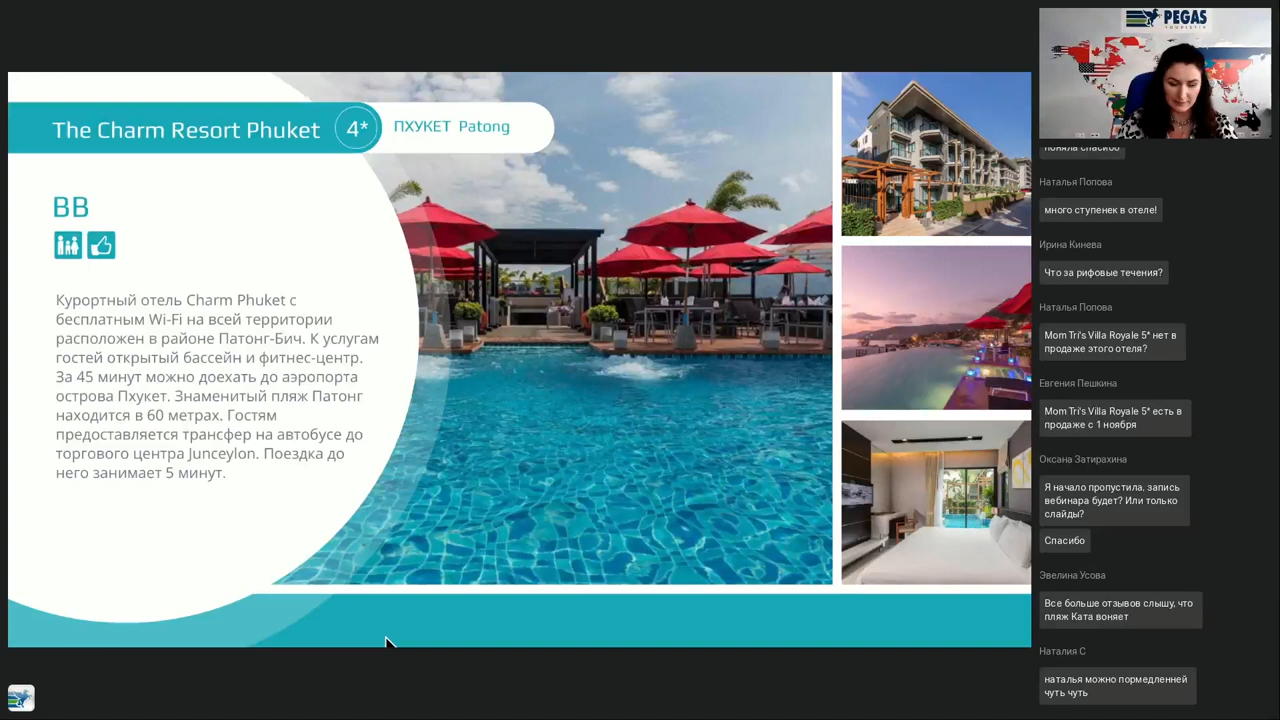 The Charm Resort Phuket
4*
ПХУКЕТ Patong
BB
Курортный отель Charm Phuket с
бесплатным Wi-Fi на всей территории
расположен в районе Патонг-Бич. К услугам
гостей открытый бассейн и фитнес-центр.
За 45 минут можно доехать до аэропорта
острова Пхукет. Знаменитый пляж Патонг
находится в 60 метрах. Гостям
предоставляется трансфер на автобусе до
торгового центра Junceylon. Поездка до
него занимает 5 минут.
PEGAS
TOURISTIK
поняла спасибо
Наталья Попова
много ступенек в отеле!
Ирина Кинева
Что за рифовые течения?
Наталья Попова
Mom Tri's Villa Royale 5* нет в
продаже этого отеля?
Евгения Пешкина
Mom Tri's Villa Royale 5* есть в
продаже с 1 ноября
Оксана Затирахина
Я начало пропустила, запись
вебинара будет? Или только
слайды?
Спасибо
Эвелина Усова
Все больше отзывов слышу, что
пляж Ката воняет
Наталия С
наталья можно пормедленней
чуть чуть